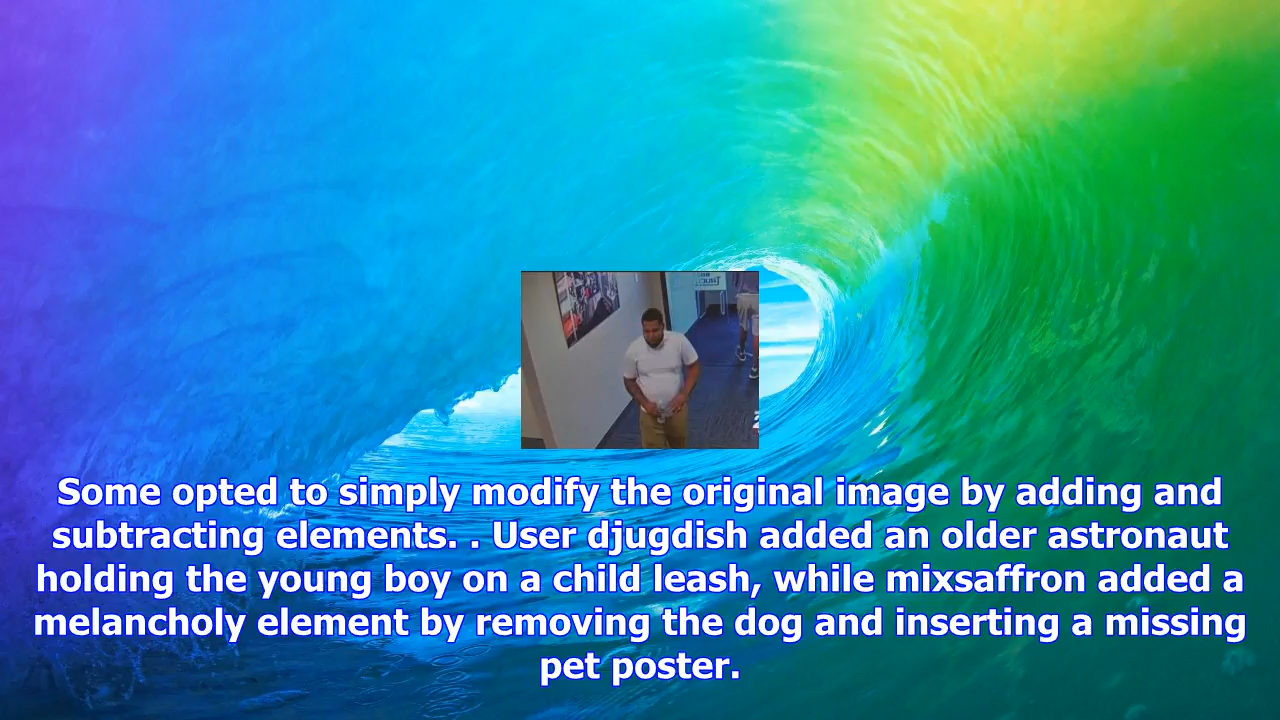 Some opted to simply modify the original image by adding and
subtracting elements. . User djugdish added an older astronaut
holding the young boy on a child leash, while mixsaffron added a
melancholy element by removing the dog and inserting a missing
pet poster.